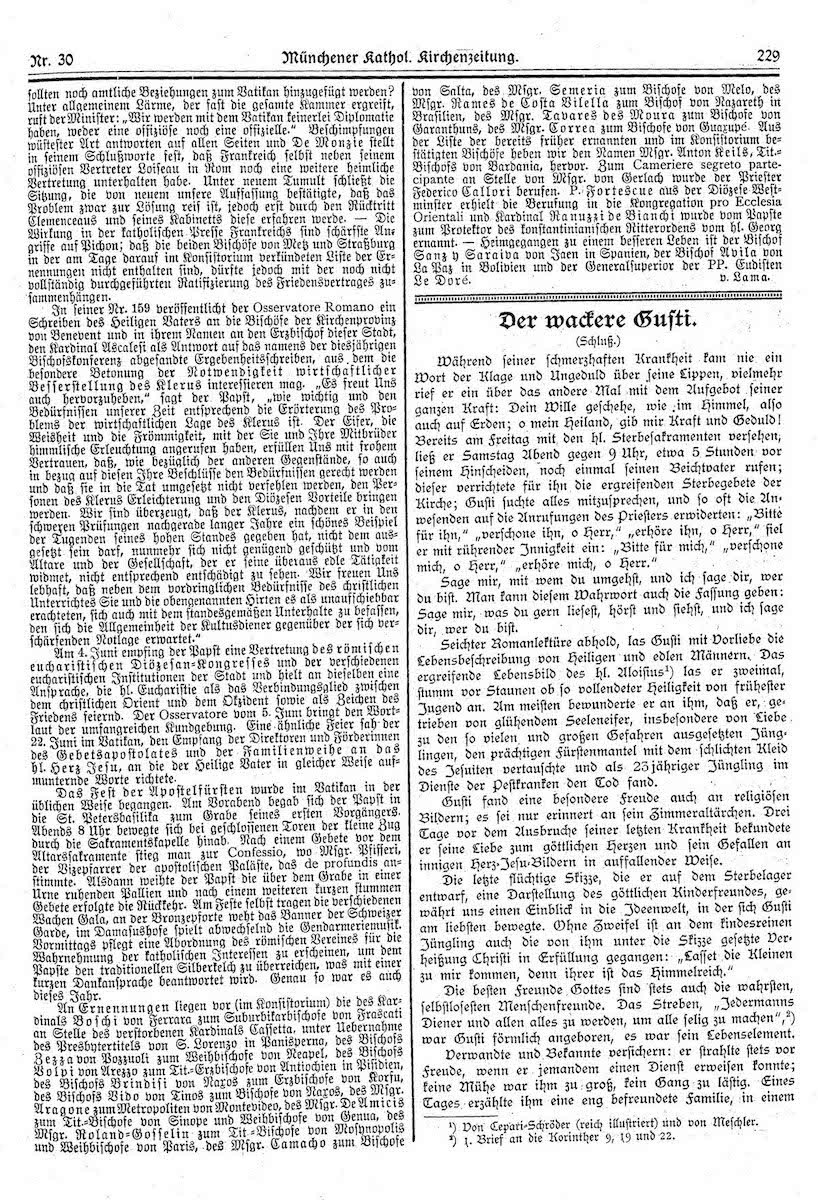 Nr. 30
Münchener Kathol. Kirchenzeitung.
229
sollten noch amtliche Beziehungen zum Vatikan hinzugefügt werden?
Unter allgemeinem Lärme, der fast die gesamte Kammer ergreift,
ruft der Minister: „Wir werden mit dem Vatikan keinerlei Diplomatie
haben, weder eine offiziöse noch eine offizielle.“ Beschimpfungen
wüstester Art antworten auf allen Seiten und De Monzie stellt
in seinem Schlußworte fest, daß Frankreich selbst neben seinem
offiziösen Vertreter Loiseau in Rom noch eine weitere heimliche
Vertretung unterhalten habe. Unter neuem Tumult schließt die
Sitzung, die von neuem unsere Auffassung bestätigte, daß das
Problem zwar zur Lösung reif ist, jedoch erst durch den Rücktritt
Clemenceaus und seines Kabinetts diese erfahren werde. — Die
Wirkung in der katholischen Presse Frankreichs sind schärfste An-
griffe auf Pichon; daß die beiden Bischöfe von Metz und Straßburg
in der am Tage darauf im Konsistorium verkündeten Liste der Er-
nennungen nicht enthalten sind, dürfte jedoch mit der noch nicht
vollständig durchgeführten Ratifizierung des Friedensvertrages zu-
sammenhängen.
In seiner Nr. 159 veröffentlicht der Osservatore Romano ein
Schreiben des Heiligen Vaters an die Bischöfe der Kirchenprovinz
von Benevent und in ihrem Namen an den Erzbischof dieser Stadt,
den Kardinal Ascalesi als Antwort auf das namens der diesjährigen
Bischofskonferenz abgesandte Ergebenheitsschreiben, aus dem die
besondere Betonung der Notwendigkeit wirtschaftlicher
Besserstellung des Klerus interessieren mag. „Es freut Uns
auch hervorzuheben,“ sagt der Papst, „wie wichtig und den
Bedürfnissen unserer Zeit entsprechend die Erörterung des Pro-
blems der wirtschaftlichen Lage des Klerus ist. Der Eifer, die
Weisheit und die Frömmigkeit, mit der Sie und Ihre Mitbrüder
himmlische Erleuchtung angerufen haben, erfüllen Uns mit frohem
Vertrauen, daß, wie bezüglich der anderen Gegenstände, so auch
in bezug auf diesen Ihre Beschlüsse den Bedürfnissen gerecht werden
und daß sie in die Tat umgesetzt nicht verfehlen werden, den Per-
sonen des Klerus Erleichterung und den Diözesen Vorteile bringen
werden. Wir sind überzeugt, daß der Klerus, nachdem er in den
schweren Prüfungen nachgerade langer Jahre ein schönes Beispiel
der Tugenden seines hohen Standes gegeben hat, nicht dem aus-
gesetzt sein darf, nunmehr sich nicht genügend geschützt und vom
Altare und der Gesellschaft, der er seine überaus edle Tätigkeit
widmet, nicht entsprechend entschädigt zu sehen. Wir freuen Uns
lebhaft, daß neben dem vordringlichen Bedürfnisse des christlichen
Unterrichtes Sie und die obengenannten Hirten es als unaufschiebbar
erachteten, sich auch mit dem standesgemäßen Unterhalte zu befassen,
den sich die Allgemeinheit der Kultusdiener gegenüber der sich ver-
schärfenden Notlage erwartet.“
Am 4. Juni empfing der Papst eine Vertretung des römischen
eucharistischen Diözesan-Kongresses und der verschiedenen
eucharistischen Institutionen der Stadt und hielt an dieselben eine
Ansprache, die hl. Eucharistie als das Verbindungsglied zwischen
dem christlichen Orient und dem Okzident sowie als Zeichen des
Friedens feiernd. Der Osservatore vom 6. Juni bringt den Wort-
laut der umfangreichen Kundgebung. Eine ähnliche Feier sah der
22. Juni im Vatikan, den Empfang der Direktoren und Förderinnen
des Gebetsapostolates und der Familienweihe an das
hl. Herz Jesu, an die der Heilige Vater in gleicher Weise auf-
munternde Worte richtete.
Das Fest der Apostelfürsten wurde im Vatikan in der
üblichen Weise begangen. Am Vorabend begab sich der Papst in
die St. Petersbasilika zum Grabe seines ersten Vorgängers.
Abends 8 Uhr bewegte sich bei geschlossenen Toren der kleine Zug
durch die Sakramentskapelle hinab. Nach einem Gebete vor dem
Altarssakramente stieg man zur Confessio, wo Msgr. Pfifferi,
der Vizepfarrer der apostolischen Paläste, das de profundis an-
stimmte. Alsdann weihte der Papst die über dem Grabe in einer
Urne ruhenden Pallien und nach einem weiteren kurzen stummen
Gebete erfolgte die Rückkehr. Am Feste selbst tragen die verschiedenen
Wachen Gala, an der Bronzepforte weht das Banner der Schweizer
Garde, im Damasushofe spielt abwechselnd die Gendarmeriemusik.
Vormittags pflegt eine Abordnung des römischen Vereines für die
Wahrnehmung der katholischen Interessen zu erscheinen, um dem
Papste den traditionellen Silberkelch zu überreichen, was mit einer
kurzen Dankansprache beantwortet wird. Genau so war es auch
dieses Jahr.
An Ernennungen liegen vor (im Konsistorium) die des Kar-
dinals Boschi von Ferrara zum Suburbikarbischof von Frascati
an Stelle des verstorbenen Kardinals Cassetta, unter Uebernahme
des Presbytertitels von S. Lorenzo in Panisperna, des Bischofs
Zezza von Pozzuoli zum Weihbischofe von Neapel, des Bischofs
Volpi von Arezzo zum Tit.-Erzbischof von Antiochien in Pisidien,
des Bischofs Brindisi von Naxos zum Erzbischofe von Korfu,
des Bischofs Vido von Tinos zum Bischof von Naxos, des Msgr.
Aragone zum Metropoliten von Montevideo, des Msgr. De Amicis
zum Tit.-Bischof von Sinope und Weihbischof von Genua, des
Msgr. Roland-Gosselin zum Tit.-Bischof von Mosynopolis
und Weihbischof von Paris, des Msgr. Camacho zum Bischofe
von Salta, des Msgr. Semeria zum Bischofe von Melo, des
Msgr. Rames de Costa Vilella zum Bischof von Nazareth in
Brasilien, des Msgr. Tavares des Moura zum Bischof von
Garanthuns, des Msgr. Correa zum Bischofe von Guaxupé. Aus
der Liste der bereits früher ernannten und im Konsistorium be-
stätigten Bischöfe heben wir den Namen Msgr. Anton Keils, Tit.-
Bischofs von Bardania, hervor. Zum Cameriere segreto parte-
cipante an Stelle von Msgr. von Gerlach wurde der Priester
Federico Callori berufen. P. Fortescue aus der Diözese West-
minster erhielt die Berufung in die Kongregation pro Ecclesia
Orientali und Kardinal Ranuzzi de Bianchi wurde vom Papste
zum Protektor des konstantinianischen Ritterordens vom hl. Georg
ernannt. — Heimgegangen zu einem besseren Leben ist der Bischof
Sanz y Saraiva von Jaen in Spanien, der Bischof Avila von
La Paz in Bolivien und der Generalsuperior der PP. Eudisten
Le Doré. v. Lama.
Der wackere Gusti.
(Schluß.)
Während seiner schmerzhaften Krankheit kam nie ein
Wort der Klage und Ungeduld über seine Lippen, vielmehr
rief er ein über das andere Mal mit dem Aufgebot seiner
ganzen Kraft: Dein Wille geschehe, wie im Himmel, also
auch auf Erden; o mein Heiland, gib mir Kraft und Geduld!
Bereits am Freitag mit den hl. Sterbesakramenten versehen,
ließ er Samstag Abend gegen 9 Uhr, etwa 5 Stunden vor
seinem Hinscheiden, noch einmal seinen Beichtvater rufen;
dieser verrichtete für ihn die ergreifenden Sterbegebete der
Kirche; Gusti suchte alles mitzusprechen, und so oft die An-
wesenden auf die Anrufungen des Priesters erwiderten: „Bitte
für ihn,“ „verschone ihn, o Herr,“ „erhöre ihn, o Herr,“ fiel
er mit rührender Innigkeit ein: „Bitte für mich,“ „verschone
mich, o Herr,“ „erhöre mich, o Herr.“
Sage mir, mit wem du umgehst, und ich sage dir, wer
du bist. Man kann diesem Wahrwort auch die Fassung geben:
Sage mir, was du gern liesest, hörst und siehst, und ich sage
dir, wer du bist.
Seichter Romanlektüre abhold, las Gusti mit Vorliebe die
Lebensbeschreibung von Heiligen und edlen Männern. Das
ergreifende Lebensbild des hl. Aloisius¹) las er zweimal,
stumm vor Staunen ob so vollendeter Heiligkeit von frühester
Jugend an. Am meisten bewunderte er an ihm, daß er, ge-
trieben von glühendem Seeleneifer, insbesondere von Liebe
zu den so vielen und großen Gefahren ausgesetzten Jüng-
lingen, den prächtigen Fürstenmantel mit dem schlichten Kleid
des Jesuiten vertauschte und als 23 jähriger Jüngling im
Dienste der Pestkranken den Tod fand.
Gusti fand eine besondere Freude auch an religiösen
Bildern; es sei nur erinnert an sein Zimmeraltärchen. Drei
Tage vor dem Ausbruche seiner letzten Krankheit bekundete
er seine Liebe zum göttlichen Herzen und sein Gefallen an
innigen Herz-Jesu-Bildern in auffallender Weise.
Die letzte flüchtige Skizze, die er auf dem Sterbelager
entwarf, eine Darstellung des göttlichen Kinderfreundes, ge-
währt uns einen Einblick in die Ideenwelt, in der sich Gusti
am liebsten bewegte. Ohne Zweifel ist an dem kindesreinen
Jüngling auch die von ihm unter die Skizze gesetzte Ver-
heißung Christi in Erfüllung gegangen: „Lasset die Kleinen
zu mir kommen, denn ihrer ist das Himmelreich.“
Die besten Freunde Gottes sind stets auch die wahrsten,
selbstlosesten Menschenfreunde. Das Streben, „Jedermanns
Diener und allen alles zu werden, um alle selig zu machen“,²)
war Gusti förmlich angeboren, es war sein Lebenselement.
Verwandte und Bekannte versichern: er strahlte stets vor
Freude, wenn er jemandem einen Dienst erweisen konnte;
keine Mühe war ihm zu groß, kein Gang zu lästig. Eines
Tages erzählte ihm eine eng befreundete Familie, in einem
¹) Von Cepari-Schröder (reich illustriert) und von Meschler.
²) 1. Brief an die Korinther 9, 19 und 22.